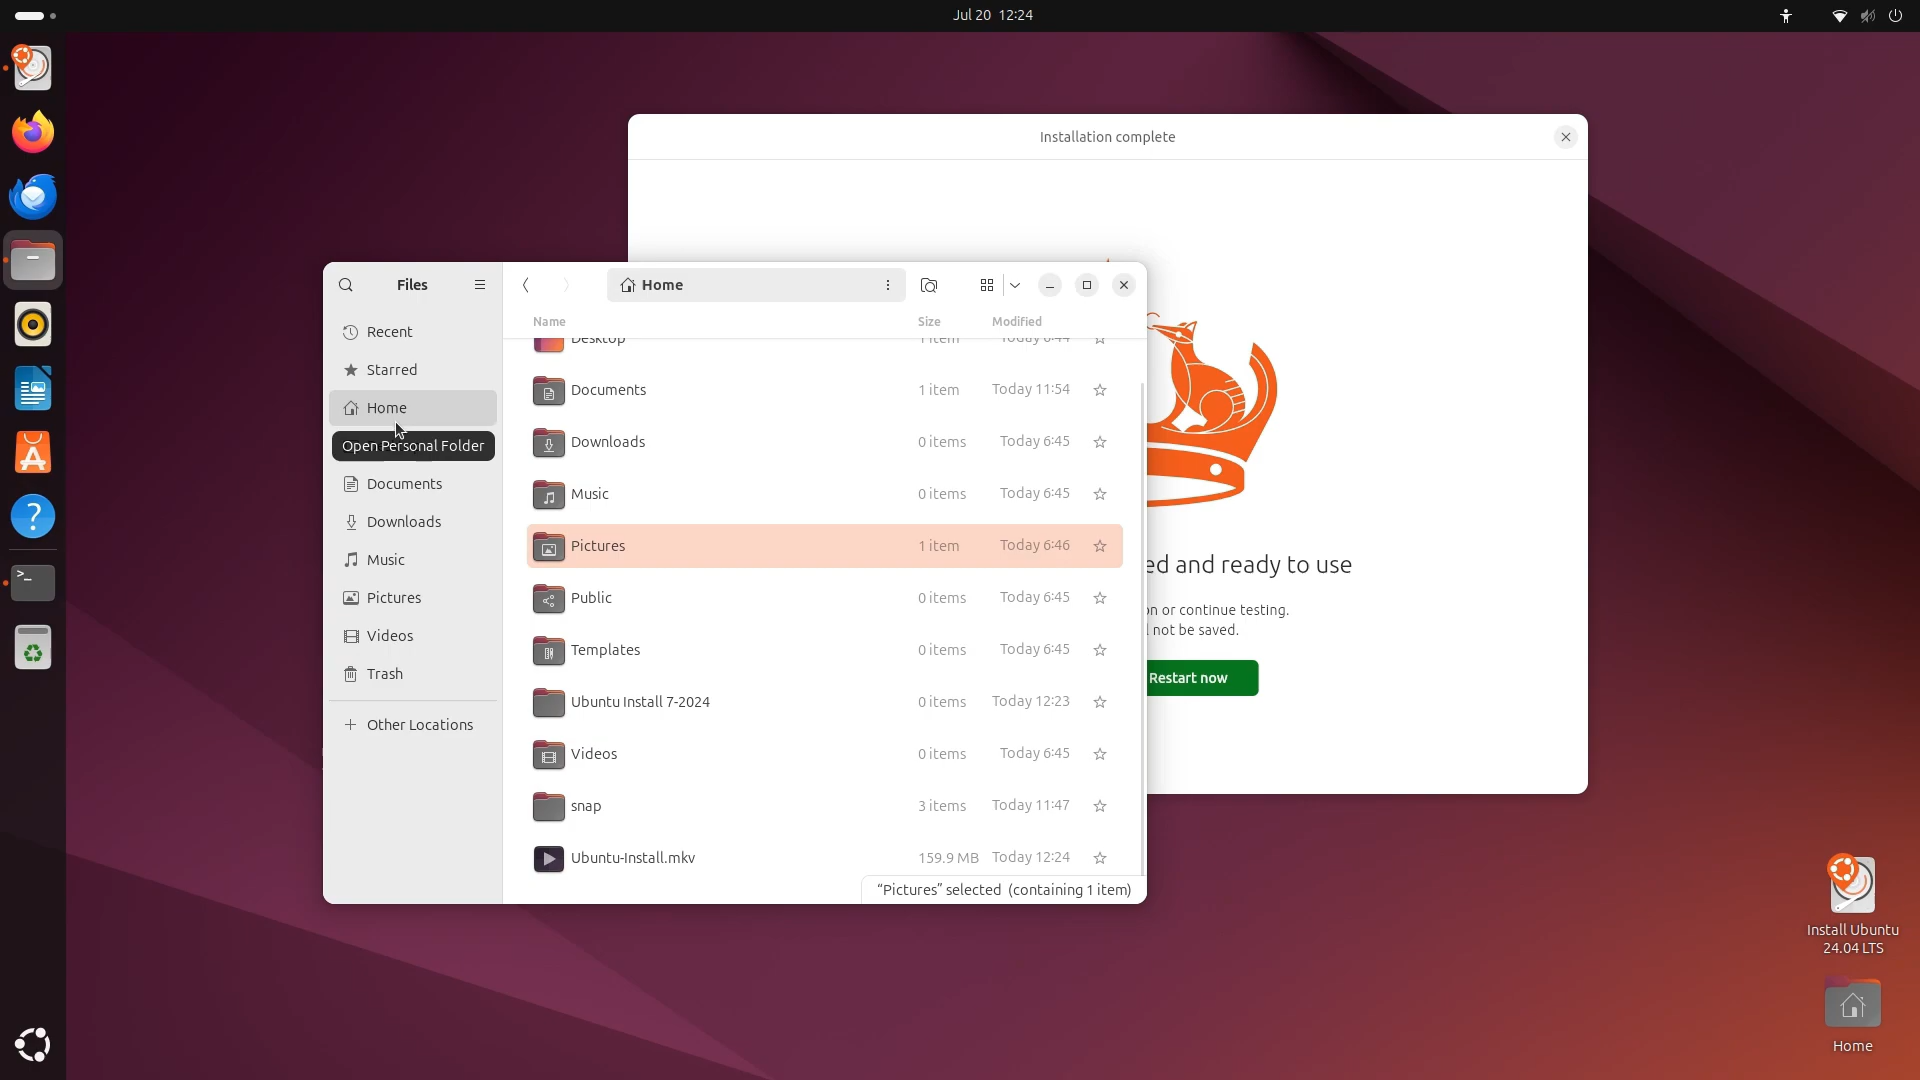 Jul 20 12:24
Installation complete
Files
Home
Recent
Starred
Home
Open Personal Folder
Documents
Downloads
Music
Pictures
Videos
Trash
Other Locations
Name Size Modified
Desktop 1 item Today 6:44
Documents 1 item Today 11:54
Downloads 0 items Today 6:45
Music 0 items Today 6:45
Pictures 1 item Today 6:46
Public 0 items Today 6:45
Templates 0 items Today 6:45
Ubuntu Install 7-2024 0 items Today 12:23
Videos 0 items Today 6:45
snap 3 items Today 11:47
Ubuntu-Install.mkv 159.9 MB Today 12:24
“Pictures” selected (containing 1 item)
ed and ready to use
on or continue testing.
l not be saved.
Restart now
Install Ubuntu
24.04 LTS
Home